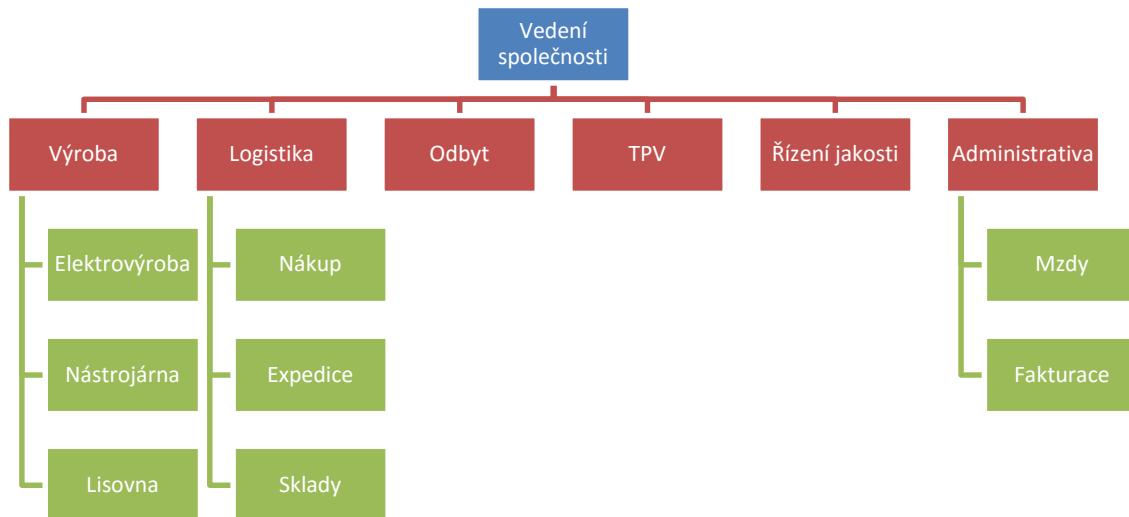 Vedení
společnosti
Výroba
Logistika
Odbyt
TPV
Řízení jakosti
Administrativa
Elektrovýroba
Nákup
Mzdy
Nástrojárna
Expedice
Fakturace
Lisovna
Sklady